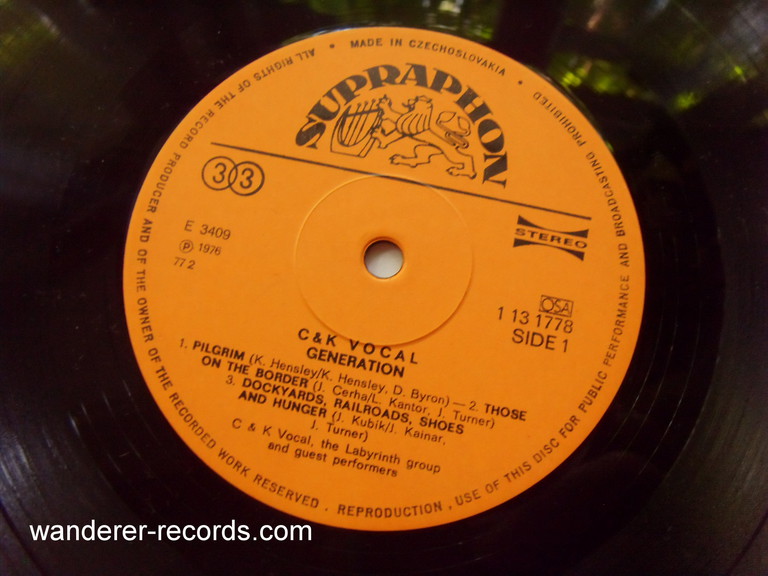 ALL RIGHTS OF THE RECORD PRODUCER AND OF THE OWNER OF THE RECORDED WORK RESERVED · REPRODUCTION, USE OF THIS DISC FOR PUBLIC PERFORMANCE AND BROADCASTING PROHIBITED
• MADE IN CZECHOSLOVAKIA •
SUPRAPHON
33
STEREO
E 3409
Ⓟ 1976
77 2
OSA
1 13 1778
SIDE 1
C & K VOCAL
GENERATION
1. PILGRIM (K. Hensley/K. Hensley, D. Byron) — 2. THOSE
ON THE BORDER (J. Cerha/L. Kantor, J. Turner)
3. DOCKYARDS, RAILROADS, SHOES
AND HUNGER (J. Kubík/J. Kainar,
J. Turner)
C & K Vocal, the Labyrinth group
and guest performers
wanderer-records.com